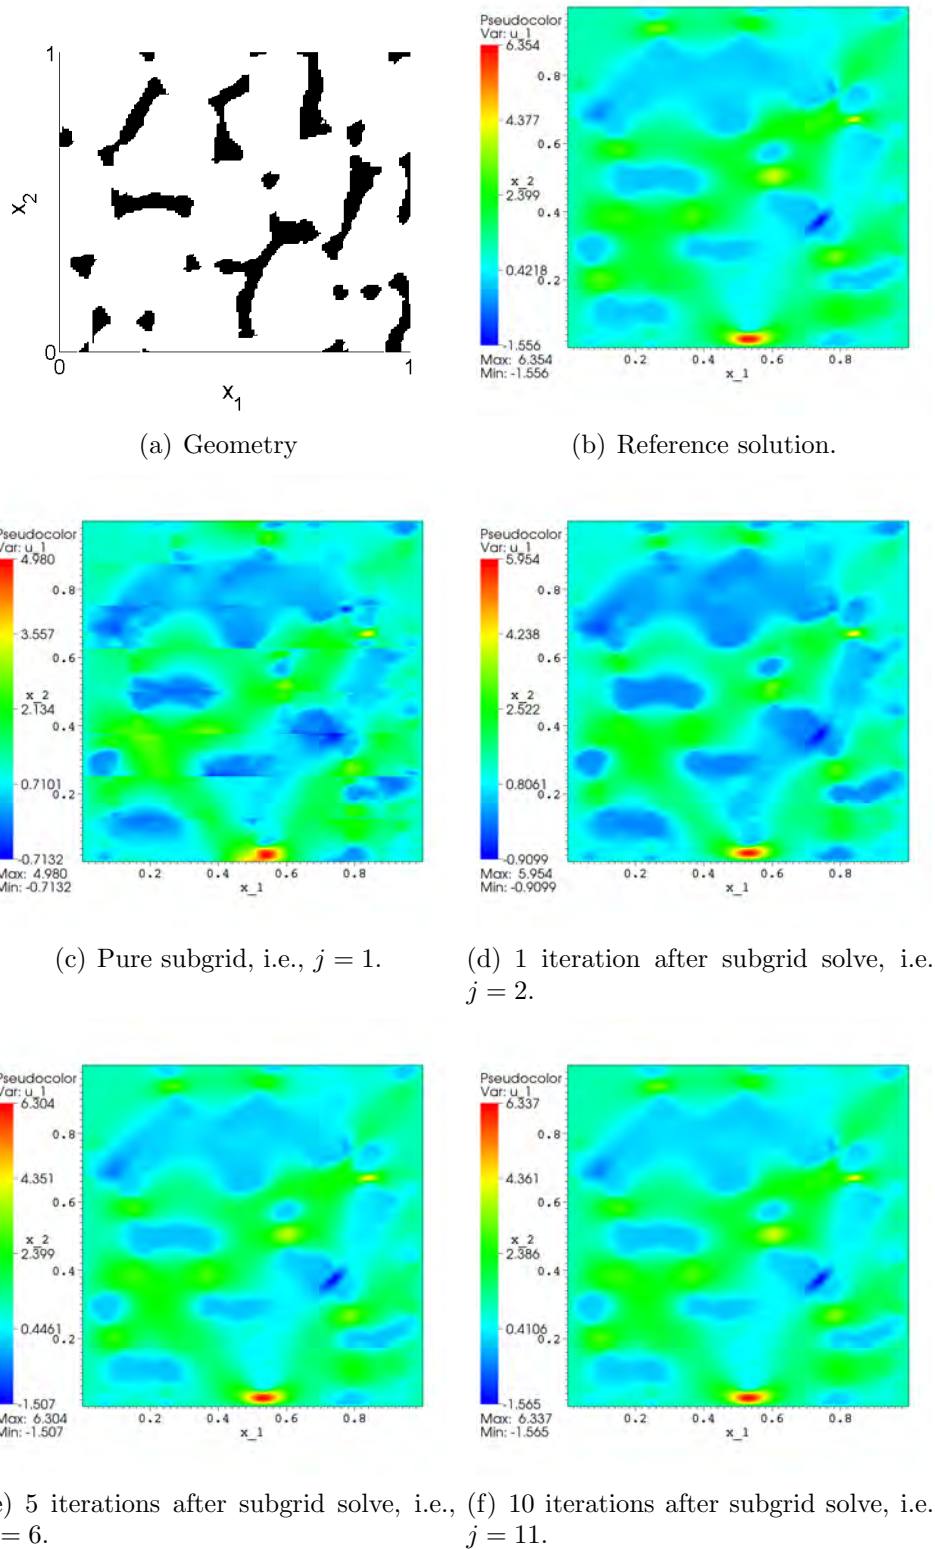 1
x2
0
0
1
x1
(a) Geometry
Pseudocolor
Var: u_1
6.354
4.377
2.399
0.4218
-1.556
Max: 6.354
Min: -1.556
0.8
0.6
x_2
0.4
0.2
0.2 0.4 0.6 0.8
x_1
(b) Reference solution.
Pseudocolor
Var: u_1
4.980
3.557
2.134
0.7101
-0.7132
Max: 4.980
Min: -0.7132
0.8
0.6
x_2
0.4
0.2
0.2 0.4 0.6 0.8
x_1
(c) Pure subgrid, i.e., j = 1.
Pseudocolor
Var: u_1
5.954
4.238
2.522
0.8061
-0.9099
Max: 5.954
Min: -0.9099
0.8
0.6
x_2
0.4
0.2
0.2 0.4 0.6 0.8
x_1
(d) 1 iteration after subgrid solve, i.e.
j = 2.
Pseudocolor
Var: u_1
6.304
4.351
2.399
0.4461
-1.507
Max: 6.304
Min: -1.507
0.8
0.6
x_2
0.4
0.2
0.2 0.4 0.6 0.8
x_1
e) 5 iterations after subgrid solve, i.e.,
= 6.
Pseudocolor
Var: u_1
6.337
4.361
2.386
0.4106
-1.565
Max: 6.337
Min: -1.565
0.8
0.6
x_2
0.4
0.2
0.2 0.4 0.6 0.8
x_1
(f) 10 iterations after subgrid solve, i.e.
j = 11.